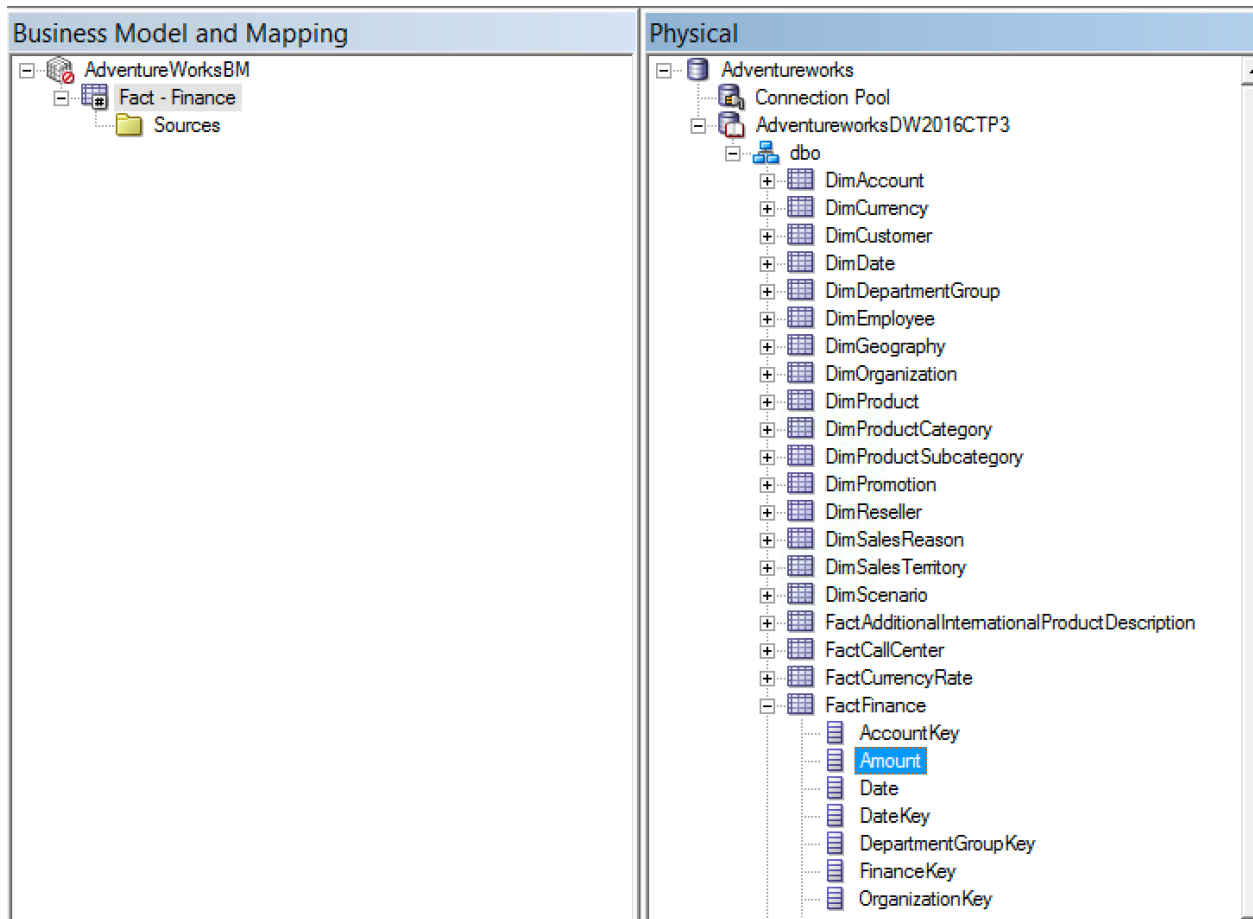 Business Model and Mapping
AdventureWorksBM
Fact - Finance
Sources
Physical
Adventureworks
Connection Pool
AdventureworksDW2016CTP3
dbo
DimAccount
DimCurrency
DimCustomer
DimDate
DimDepartmentGroup
DimEmployee
DimGeography
DimOrganization
DimProduct
DimProductCategory
DimProductSubcategory
DimPromotion
DimReseller
DimSalesReason
DimSalesTerritory
DimScenario
FactAdditionalInternationalProductDescription
FactCallCenter
FactCurrencyRate
FactFinance
AccountKey
Amount
Date
DateKey
DepartmentGroupKey
FinanceKey
OrganizationKey